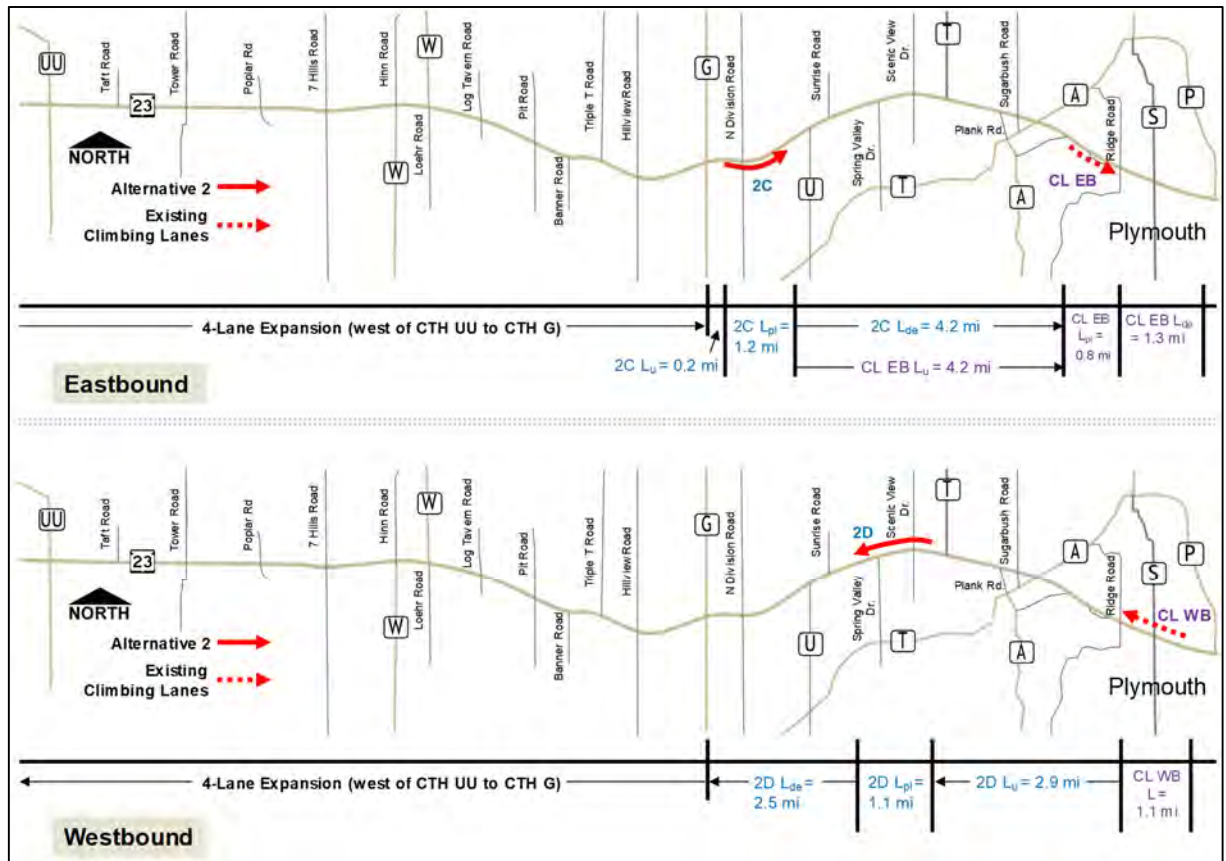 UU
Taft Road
23
Tower Road
Poplar Rd
7 Hills Road
Hinn Road
W
W
Loehr Road
Log Tavern Road
Pit Road
Banner Road
Triple T Road
Hillview Road
G
N Division Road
2C
Sunrise Road
U
Spring Valley
Dr.
Scenic View
Dr.
T
T
Sugarbush Road
Plank Rd.
A
A
Ridge Road
S
P
CL EB
Plymouth
NORTH
Alternative 2
Existing
Climbing Lanes
4-Lane Expansion (west of CTH UU to CTH G)
2C Lu = 0.2 mi
2C Lpl =
1.2 mi
2C Lde = 4.2 mi
CL EB Lu = 4.2 mi
CL EB
Lpl =
0.8 mi
CL EB Lde
= 1.3 mi
Eastbound
UU
Taft Road
23
Tower Road
Poplar Rd
7 Hills Road
Hinn Road
W
W
Loehr Road
Log Tavern Road
Pit Road
Banner Road
Triple T Road
Hillview Road
G
N Division Road
Sunrise Road
U
2D
Spring Valley
Dr.
Scenic View
Dr.
T
T
Sugarbush Road
Plank Rd.
A
A
Ridge Road
S
P
CL WB
Plymouth
NORTH
Alternative 2
Existing
Climbing Lanes
4-Lane Expansion (west of CTH UU to CTH G)
2D Lde =
2.5 mi
2D Lpl =
1.1 mi
2D Lu = 2.9 mi
CL WB
L =
1.1 mi
Westbound